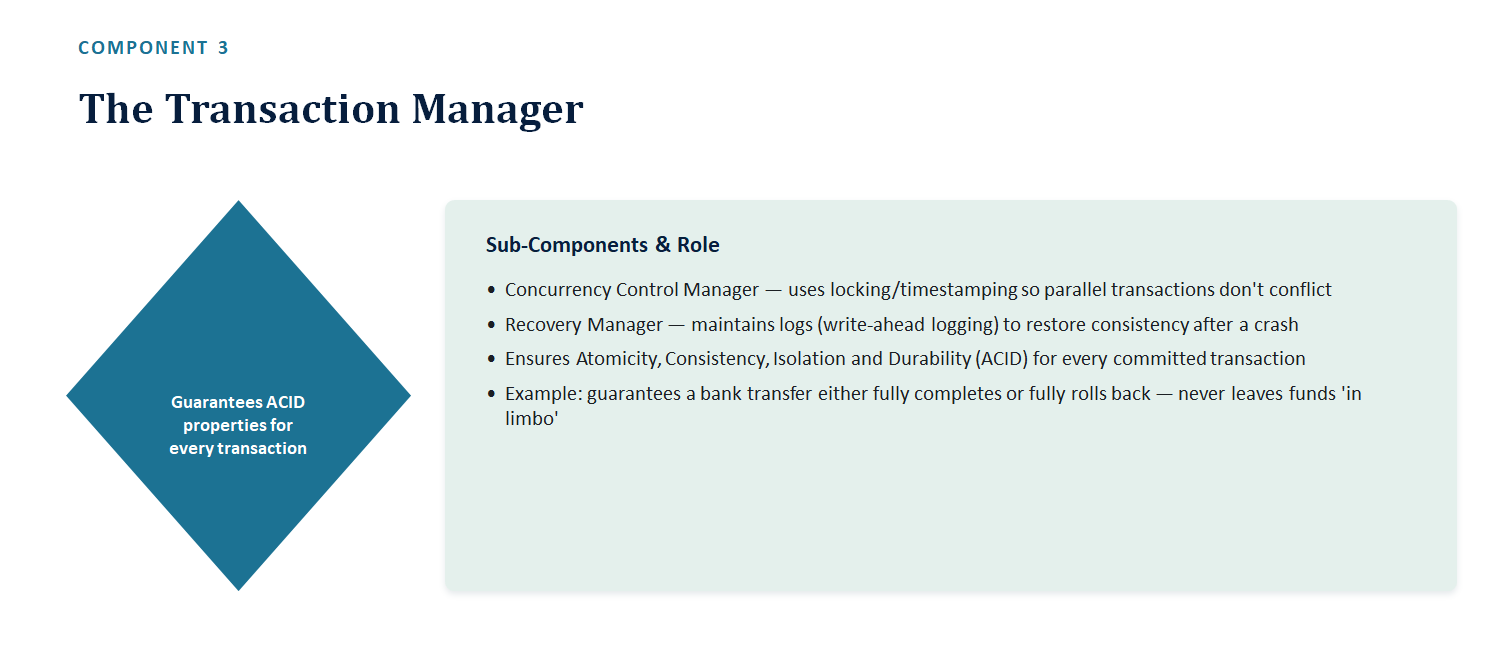 COMPONENT 3
The Transaction Manager
Guarantees ACID
properties for
every transaction
Sub-Components & Role
• Concurrency Control Manager — uses locking/timestamping so parallel transactions don't conflict
• Recovery Manager — maintains logs (write-ahead logging) to restore consistency after a crash
• Ensures Atomicity, Consistency, Isolation and Durability (ACID) for every committed transaction
• Example: guarantees a bank transfer either fully completes or fully rolls back — never leaves funds 'in
limbo'